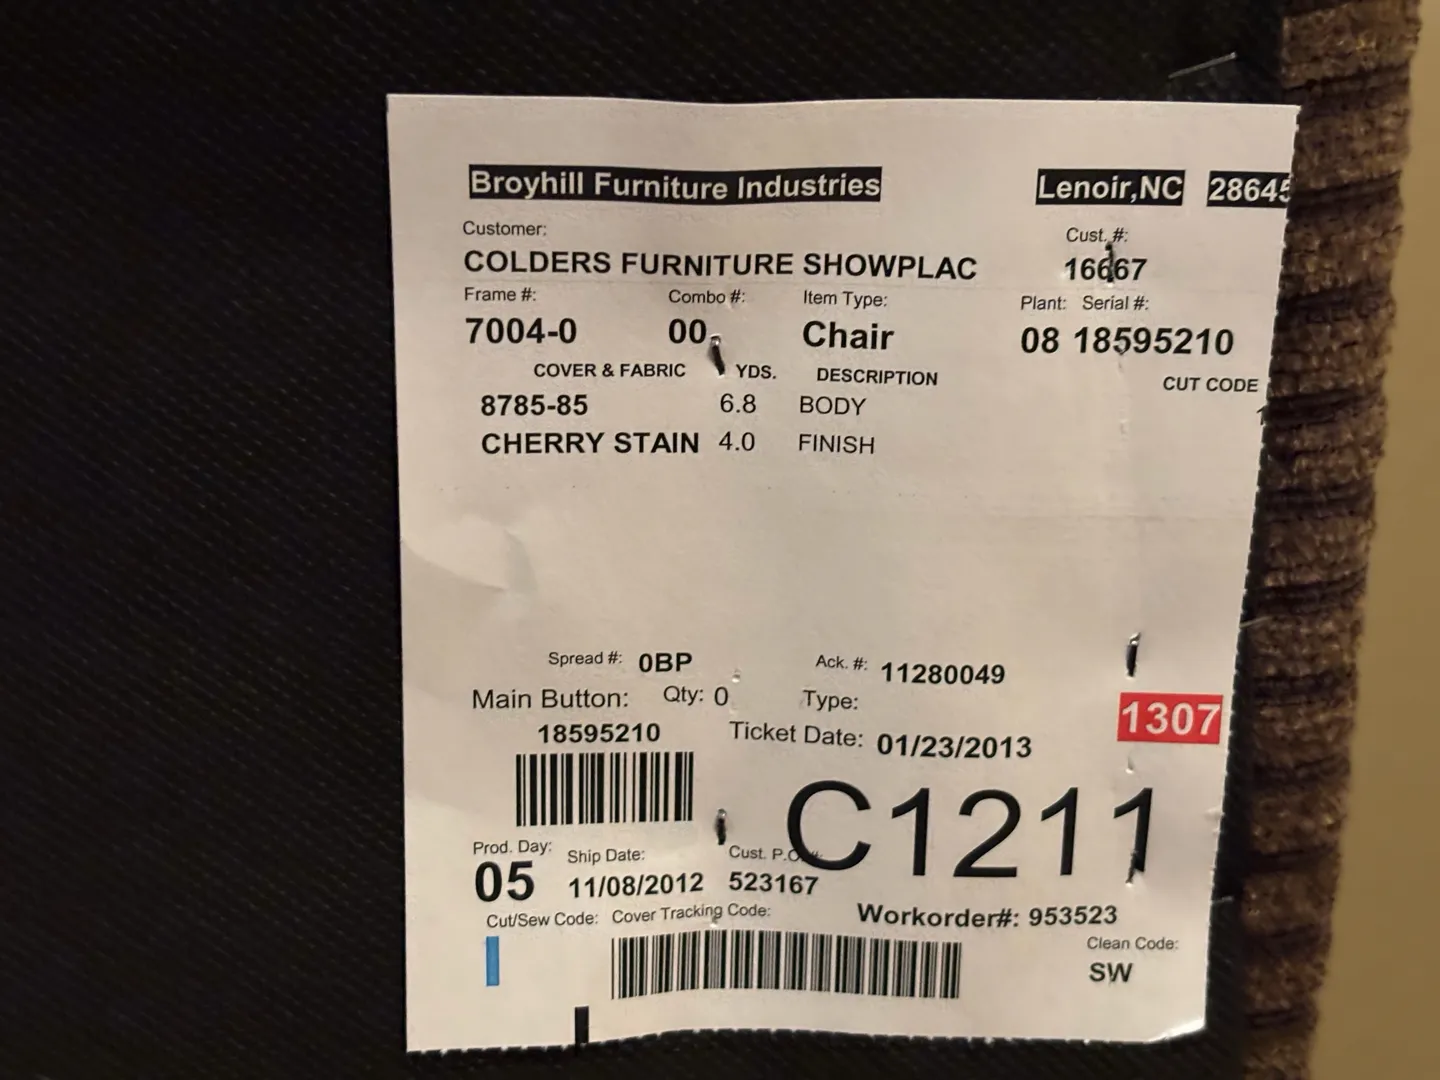 Broyhill Furniture Industries Lenoir,NC 28645
Customer: Cust. #:
COLDERS FURNITURE SHOWPLAC 16667
Frame #: Combo #: Item Type: Plant: Serial #:
7004-0 00 Chair 08 18595210
COVER & FABRIC YDS. DESCRIPTION CUT CODE
8785-85 6.8 BODY
CHERRY STAIN 4.0 FINISH
Spread #: 0BP Ack. #: 11280049
Main Button: Qty: 0 Type:
1307
18595210 Ticket Date: 01/23/2013
C1211
Prod. Day: Ship Date: Cust. P.O.#:
05 11/08/2012 523167
Cut/Sew Code: Cover Tracking Code: Workorder#: 953523
Clean Code:
SW